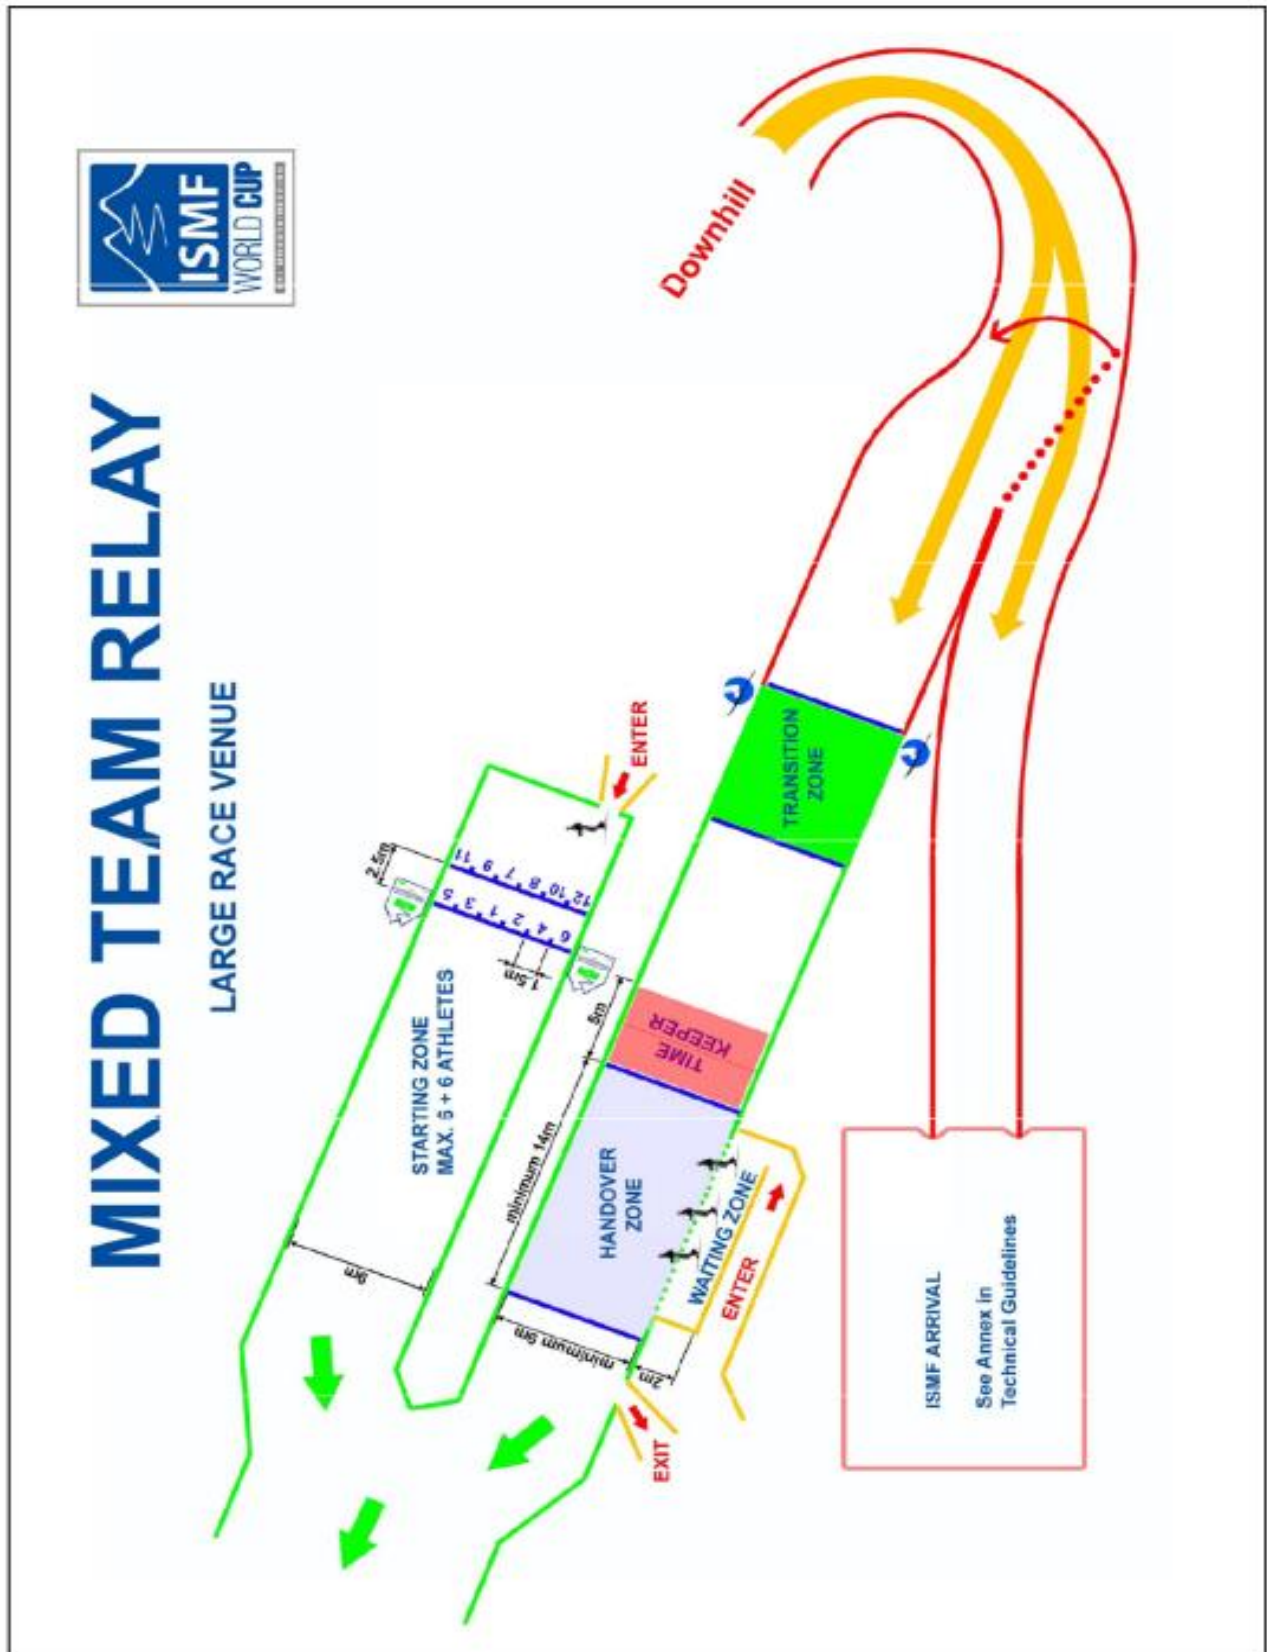 MIXED TEAM RELAY
LARGE RACE VENUE
ISMF
WORLD CUP
Downhill
ENTER
2.5m
11
9
7
8
10
12
5
3
1
2
4
6
1.5m
STARTING ZONE
MAX. 6 + 6 ATHLETES
9m
TRANSITION
ZONE
5m
TIME
KEEPER
minimum 14m
HANDOVER
ZONE
minimum 9m
2m
WAITING ZONE
ENTER
EXIT
ISMF ARRIVAL
See Annex in
Technical Guidelines